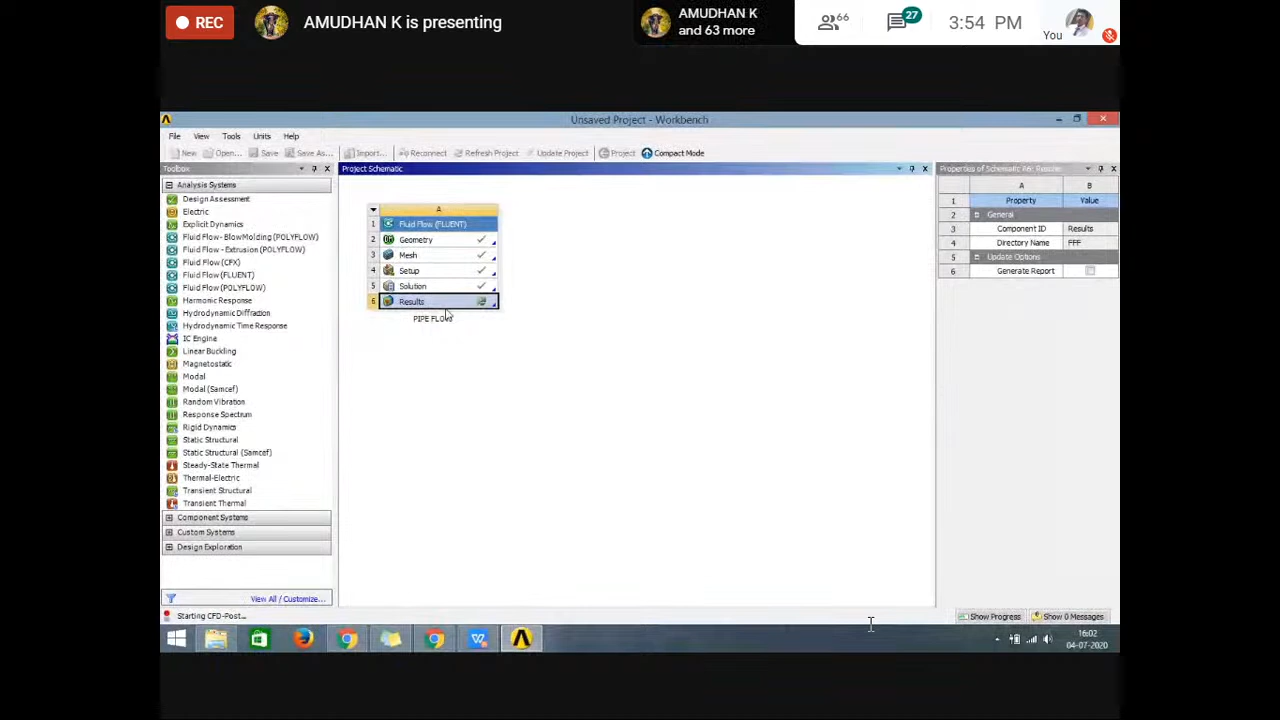 REC
AMUDHAN K is presenting
AMUDHAN K
and 63 more
66
27
3:54 PM
You
Unsaved Project - Workbench
File View Tools Units Help
New Open... Save Save As... Import... Reconnect Refresh Project Update Project Project Compact Mode
Toolbox
Analysis Systems
Design Assessment
Electric
Explicit Dynamics
Fluid Flow- BlowMolding (POLYFLOW)
Fluid Flow - Extrusion (POLYFLOW)
Fluid Flow (CFX)
Fluid Flow (FLUENT)
Fluid Flow (POLYFLOW)
Harmonic Response
Hydrodynamic Diffraction
Hydrodynamic Time Response
IC Engine
Linear Buckling
Magnetostatic
Modal
Modal (Samcef)
Random Vibration
Response Spectrum
Rigid Dynamics
Static Structural
Static Structural (Samcef)
Steady-State Thermal
Thermal-Electric
Transient Structural
Transient Thermal
Component Systems
Custom Systems
Design Exploration
View All / Customize...
Project Schematic
A
1 Fluid Flow (FLUENT)
2 Geometry
3 Mesh
4 Setup
5 Solution
6 Results
PIPE FLOW
Properties of Schematic A6: Results
A B
1 Property Value
2 General
3 Component ID Results
4 Directory Name FFF
5 Update Options
6 Generate Report
Starting CFD-Post...
Show Progress Show 0 Messages
16:02
04-07-2020